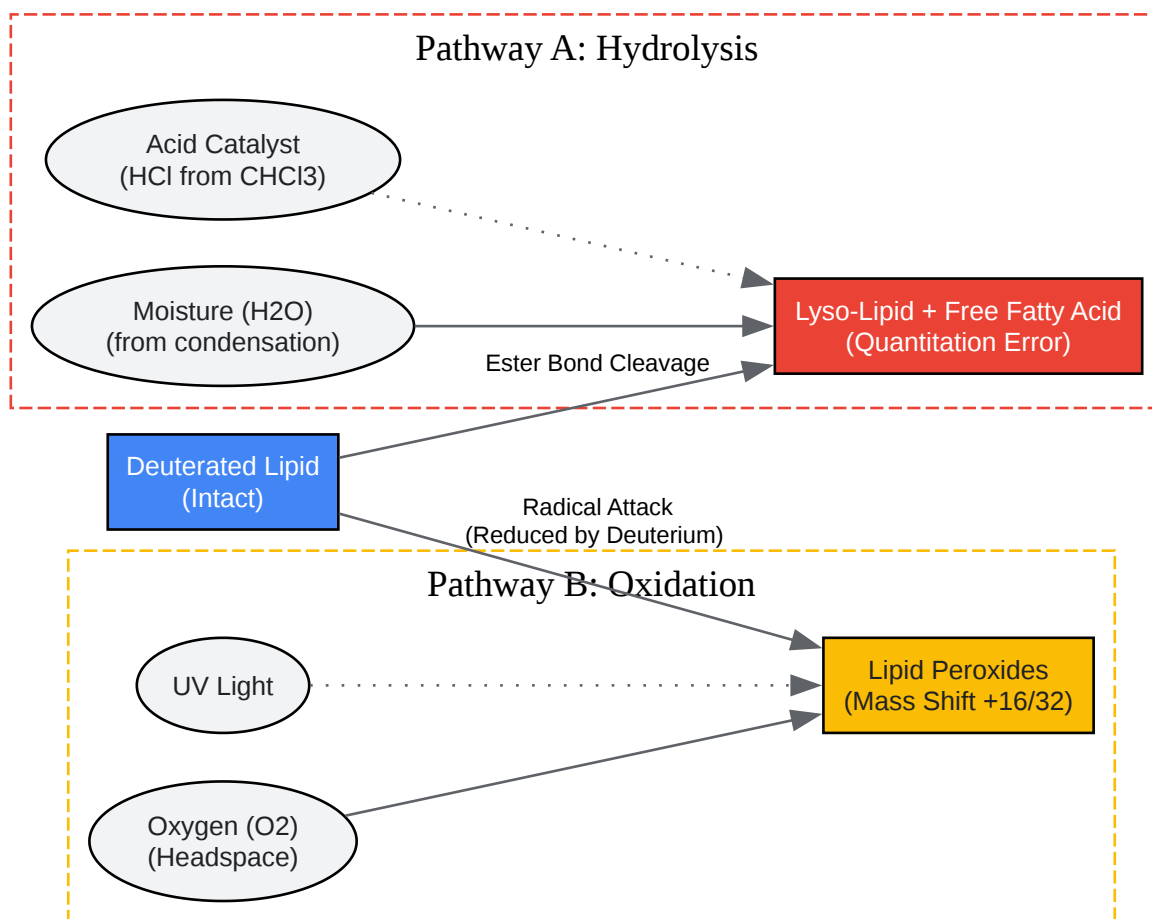 Pathway A: Hydrolysis
Acid Catalyst
(HCl from CHCl3)
Moisture (H2O)
(from condensation)
Lyso-Lipid + Free Fatty Acid
(Quantitation Error)
Ester Bond Cleavage
Deuterated Lipid
(Intact)
Radical Attack
(Reduced by Deuterium)
Pathway B: Oxidation
UV Light
Lipid Peroxides
(Mass Shift +16/32)
Oxygen (O2)
(Headspace)